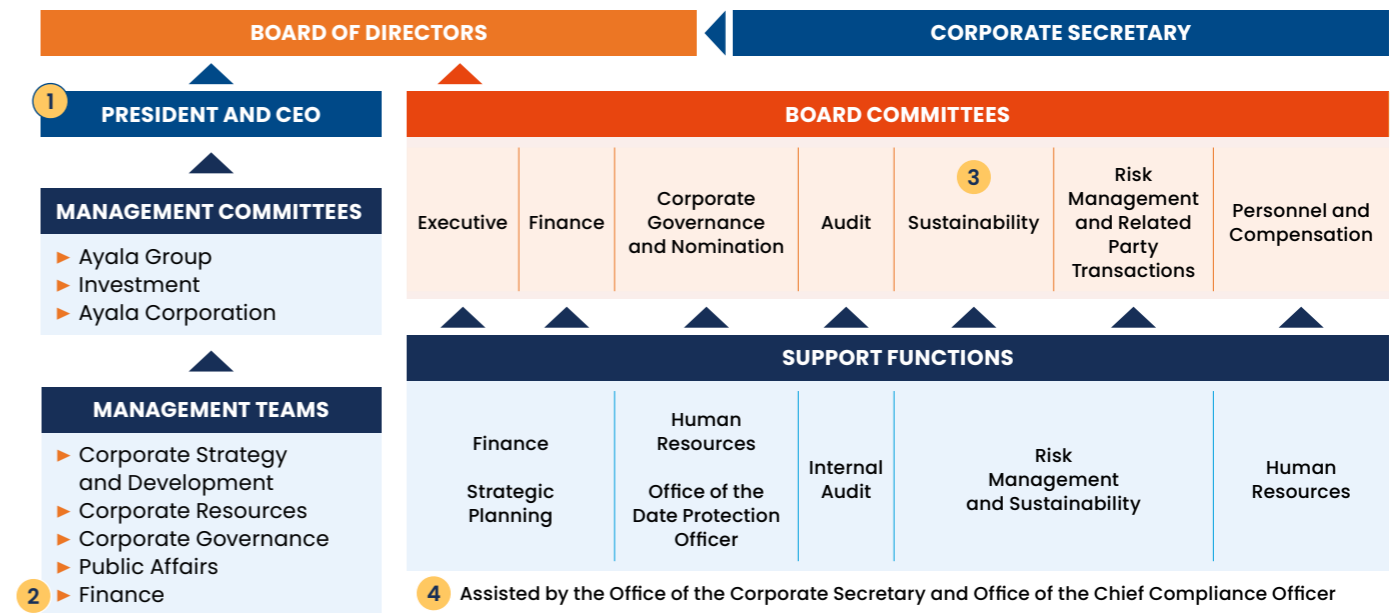 BOARD OF DIRECTORS
CORPORATE SECRETARY
1
PRESIDENT AND CEO
MANAGEMENT COMMITTEES
► Ayala Group
► Investment
► Ayala Corporation
MANAGEMENT TEAMS
► Corporate Strategy
and Development
► Corporate Resources
► Corporate Governance
► Public Affairs
2 ► Finance
BOARD COMMITTEES
Executive
Finance
Corporate
Governance
and Nomination
Audit
3
Sustainability
Risk
Management
and Related
Party
Transactions
Personnel and
Compensation
SUPPORT FUNCTIONS
Finance
Strategic
Planning
Human
Resources
Office of the
Date Protection
Officer
Internal
Audit
Risk
Management
and Sustainability
Human
Resources
4 Assisted by the Office of the Corporate Secretary and Office of the Chief Compliance Officer